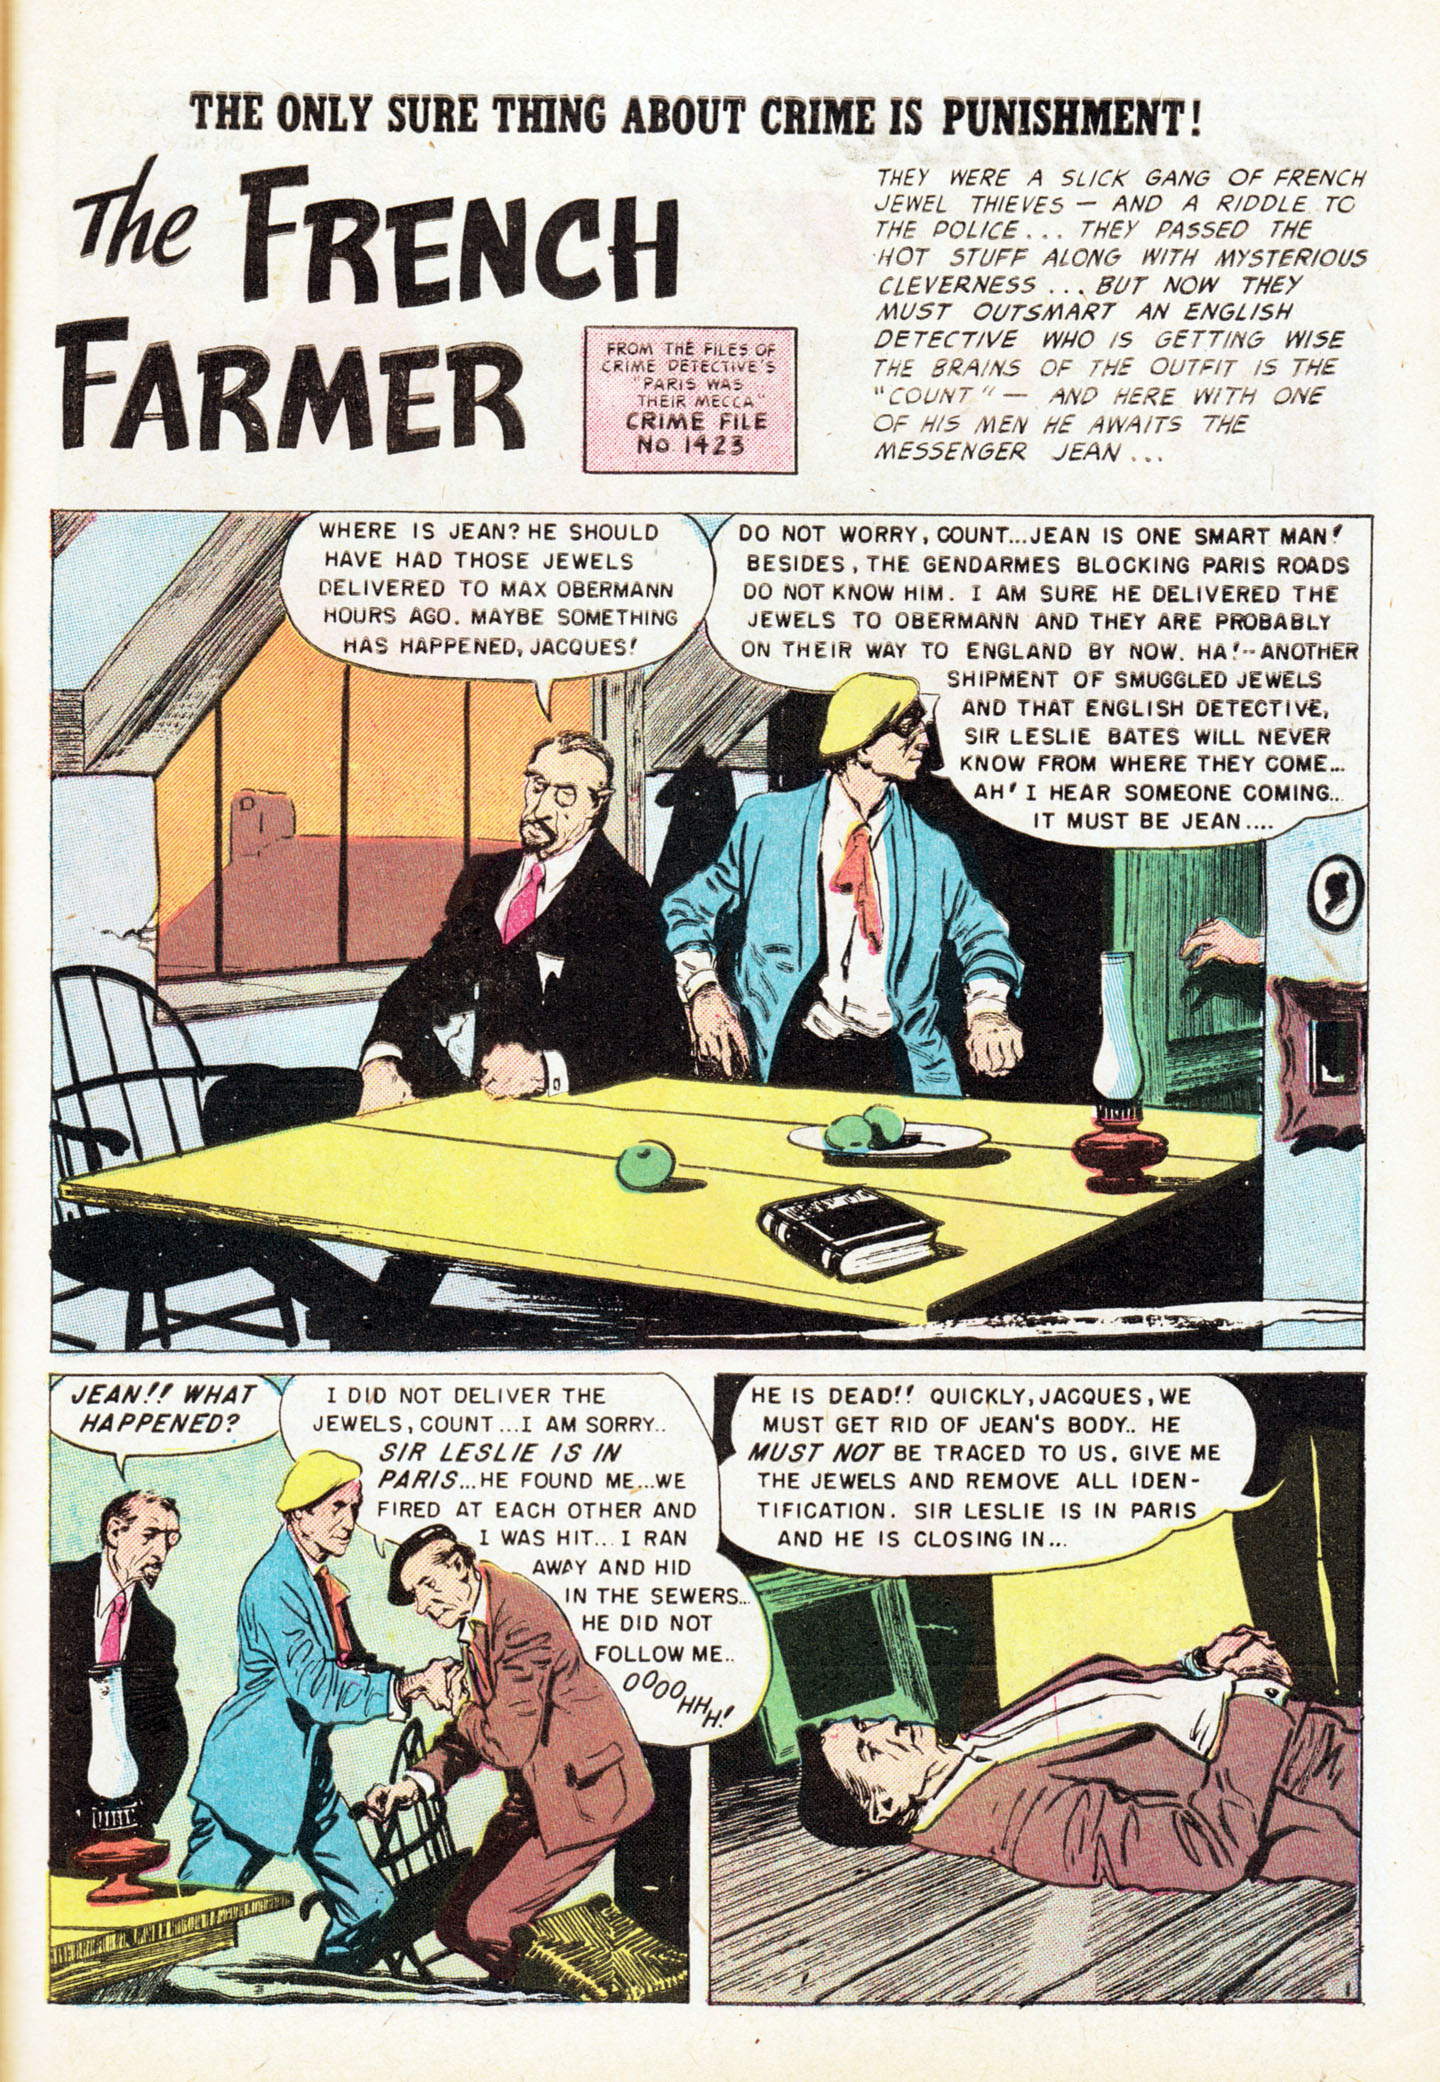 THE ONLY SURE THING ABOUT CRIME IS PUNISHMENT!
The FRENCH
FARMER
FROM THE FILES OF
CRIME DETECTIVE'S
"PARIS WAS
THEIR MECCA"
CRIME FILE
NO. 1423
THEY WERE A SLICK GANG OF FRENCH
JEWEL THIEVES — AND A RIDDLE TO
THE POLICE... THEY PASSED THE
HOT STUFF ALONG WITH MYSTERIOUS
CLEVERNESS... BUT NOW THEY
MUST OUTSMART AN ENGLISH
DETECTIVE WHO IS GETTING WISE
THE BRAINS OF THE OUTFIT IS THE
"COUNT" — AND HERE WITH ONE
OF HIS MEN HE AWAITS THE
MESSENGER JEAN...
WHERE IS JEAN? HE SHOULD
HAVE HAD THOSE JEWELS
DELIVERED TO MAX OBERMANN
HOURS AGO. MAYBE SOMETHING
HAS HAPPENED, JACQUES!
DO NOT WORRY, COUNT...JEAN IS ONE SMART MAN!
BESIDES, THE GENDARMES BLOCKING PARIS ROADS
DO NOT KNOW HIM. I AM SURE HE DELIVERED THE
JEWELS TO OBERMANN AND THEY ARE PROBABLY
ON THEIR WAY TO ENGLAND BY NOW. HA!-- ANOTHER
SHIPMENT OF SMUGGLED JEWELS
AND THAT ENGLISH DETECTIVE,
SIR LESLIE BATES WILL NEVER
KNOW FROM WHERE THEY COME...
AH! I HEAR SOMEONE COMING...
IT MUST BE JEAN....
JEAN!! WHAT
HAPPENED?
I DID NOT DELIVER THE
JEWELS, COUNT...I AM SORRY..
SIR LESLIE IS IN
PARIS...HE FOUND ME...WE
FIRED AT EACH OTHER AND
I WAS HIT... I RAN
AWAY AND HID
IN THE SEWERS...
HE DID NOT
FOLLOW ME..
OOOOHHH!
HE IS DEAD!! QUICKLY, JACQUES, WE
MUST GET RID OF JEAN'S BODY.. HE
MUST NOT BE TRACED TO US. GIVE ME
THE JEWELS AND REMOVE ALL IDEN-
TIFICATION. SIR LESLIE IS IN PARIS
AND HE IS CLOSING IN...
1